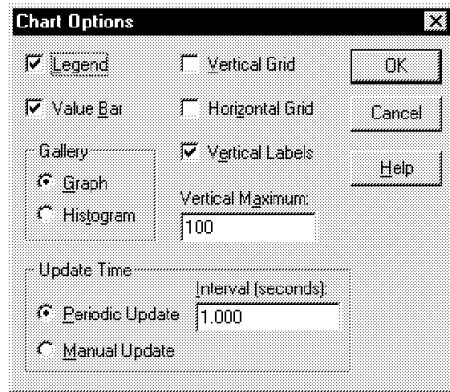 Chart Options
Legend
Vertical Grid
OK
Value Bar
Horizontal Grid
Cancel
Gallery
Vertical Labels
Help
Graph
Histogram
Vertical Maximum:
100
Update Time
Interval (seconds):
Periodic Update
1.000
Manual Update